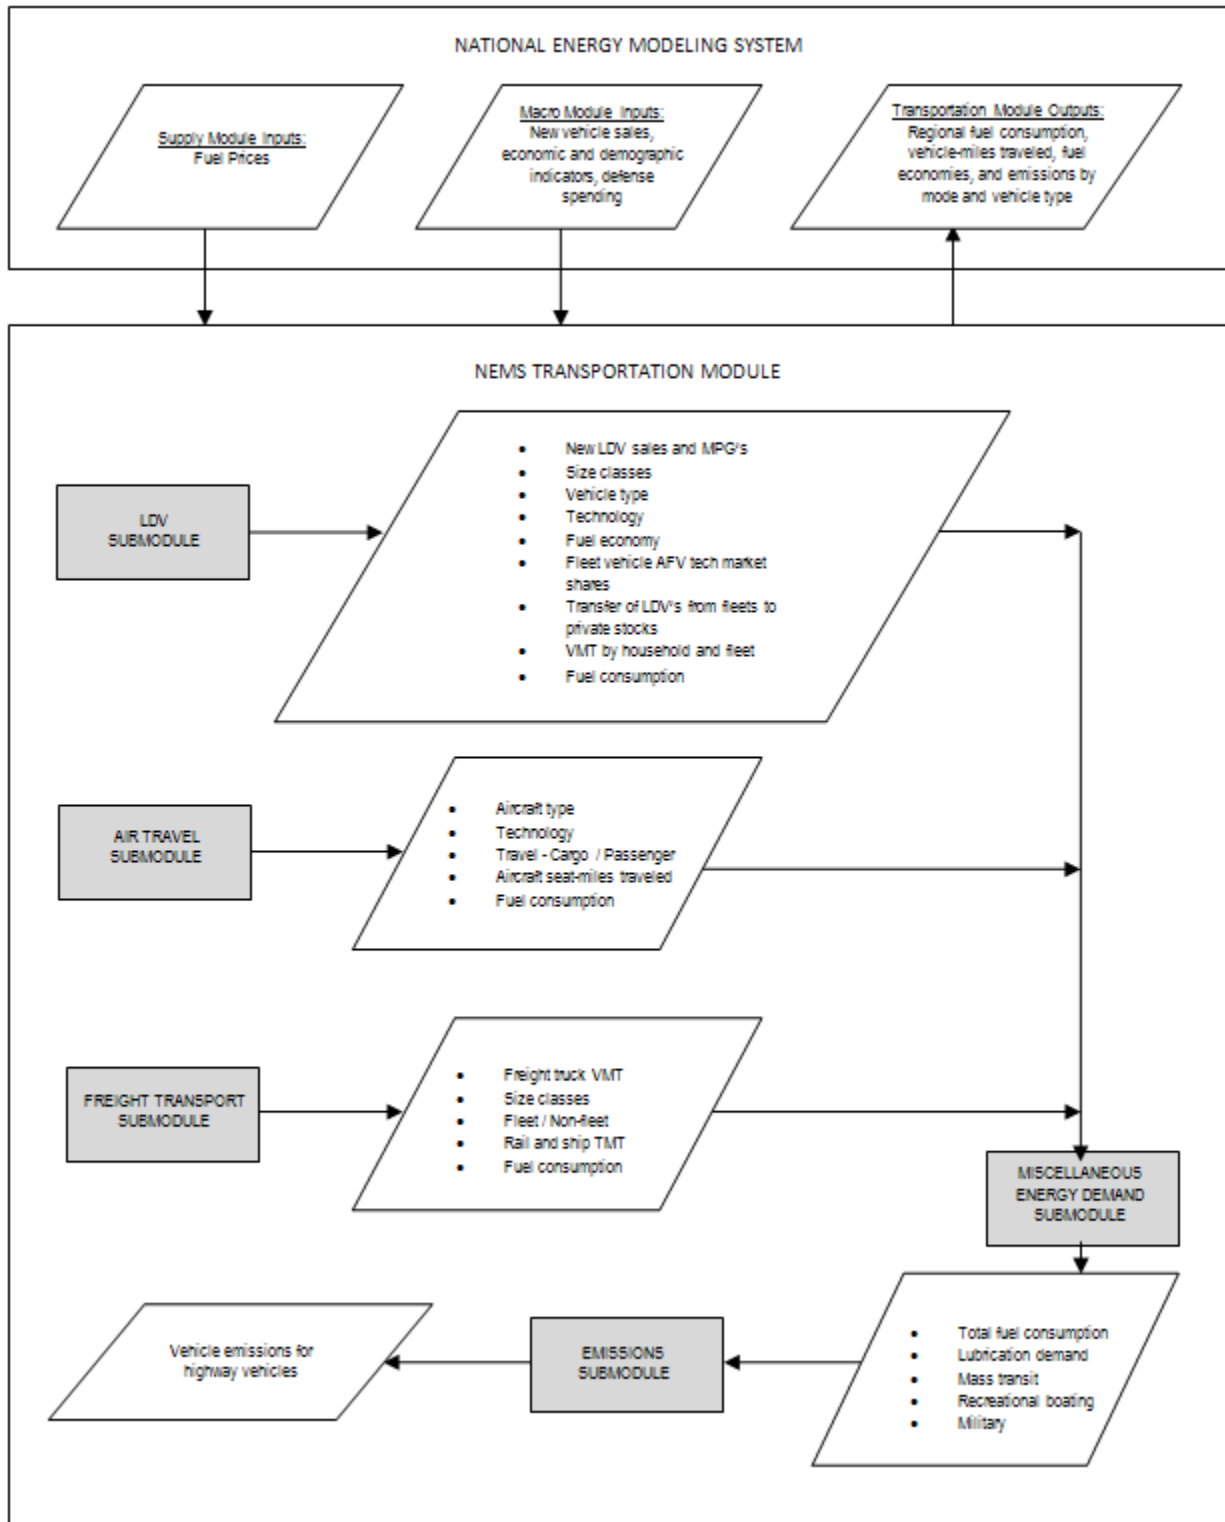 NATIONAL ENERGY MODELING SYSTEM
Supply Module Inputs:
Fuel Prices
Macro Module Inputs:
New vehicle sales,
economic and demographic
indicators, defense
spending
Transportation Module Outputs:
Regional fuel consumption,
vehicle-miles traveled, fuel
economies, and emissions by
mode and vehicle type
NEMS TRANSPORTATION MODULE
LDV
SUBMODULE
• New LDV sales and MPG's
• Size classes
• Vehicle type
• Technology
• Fuel economy
• Fleet vehicle AFV tech market
shares
• Transfer of LDV's from fleets to
private stocks
• VMT by household and fleet
• Fuel consumption
AIR TRAVEL
SUBMODULE
• Aircraft type
• Technology
• Travel - Cargo / Passenger
• Aircraft seat-miles traveled
• Fuel consumption
FREIGHT TRANSPORT
SUBMODULE
• Freight truck VMT
• Size classes
• Fleet / Non-fleet
• Rail and ship TMT
• Fuel consumption
MISCELLANEOUS
ENERGY DEMAND
SUBMODULE
• Total fuel consumption
• Lubrication demand
• Mass transit
• Recreational boating
• Military
EMISSIONS
SUBMODULE
Vehicle emissions for
highway vehicles